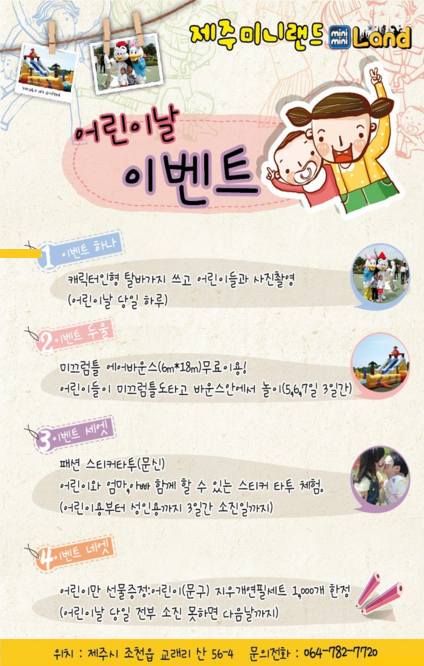 제주미니랜드 mini mini Land
어린이날
이벤트
1 이벤트 하나
캐릭터인형 탈바가지 쓰고 어린이들과 사진촬영
(어린이날 당일 하루)
2 이벤트 두울
미끄럼틀 에어바운스(6m*18m)무료이용!
어린이들이 미끄럼틀도타고 바운스안에서 놀이(5,6,7일 3일간)
3 이벤트 세엣
패션 스티커타투(문신)
어린이와 엄마,아빠 함께 할 수 있는 스티커 타투 체험.
(어린이용부터 성인용까지 3일간 소진일까지)
4 이벤트 네엣
어린이만 선물증정:어린이(문구) 지우개연필세트 1,000개 한정
(어린이날 당일 전부 소진 못하면 다음날까지)
위치 : 제주시 조천읍 교래리 산 56-4 문의전화 : 064-782-7720